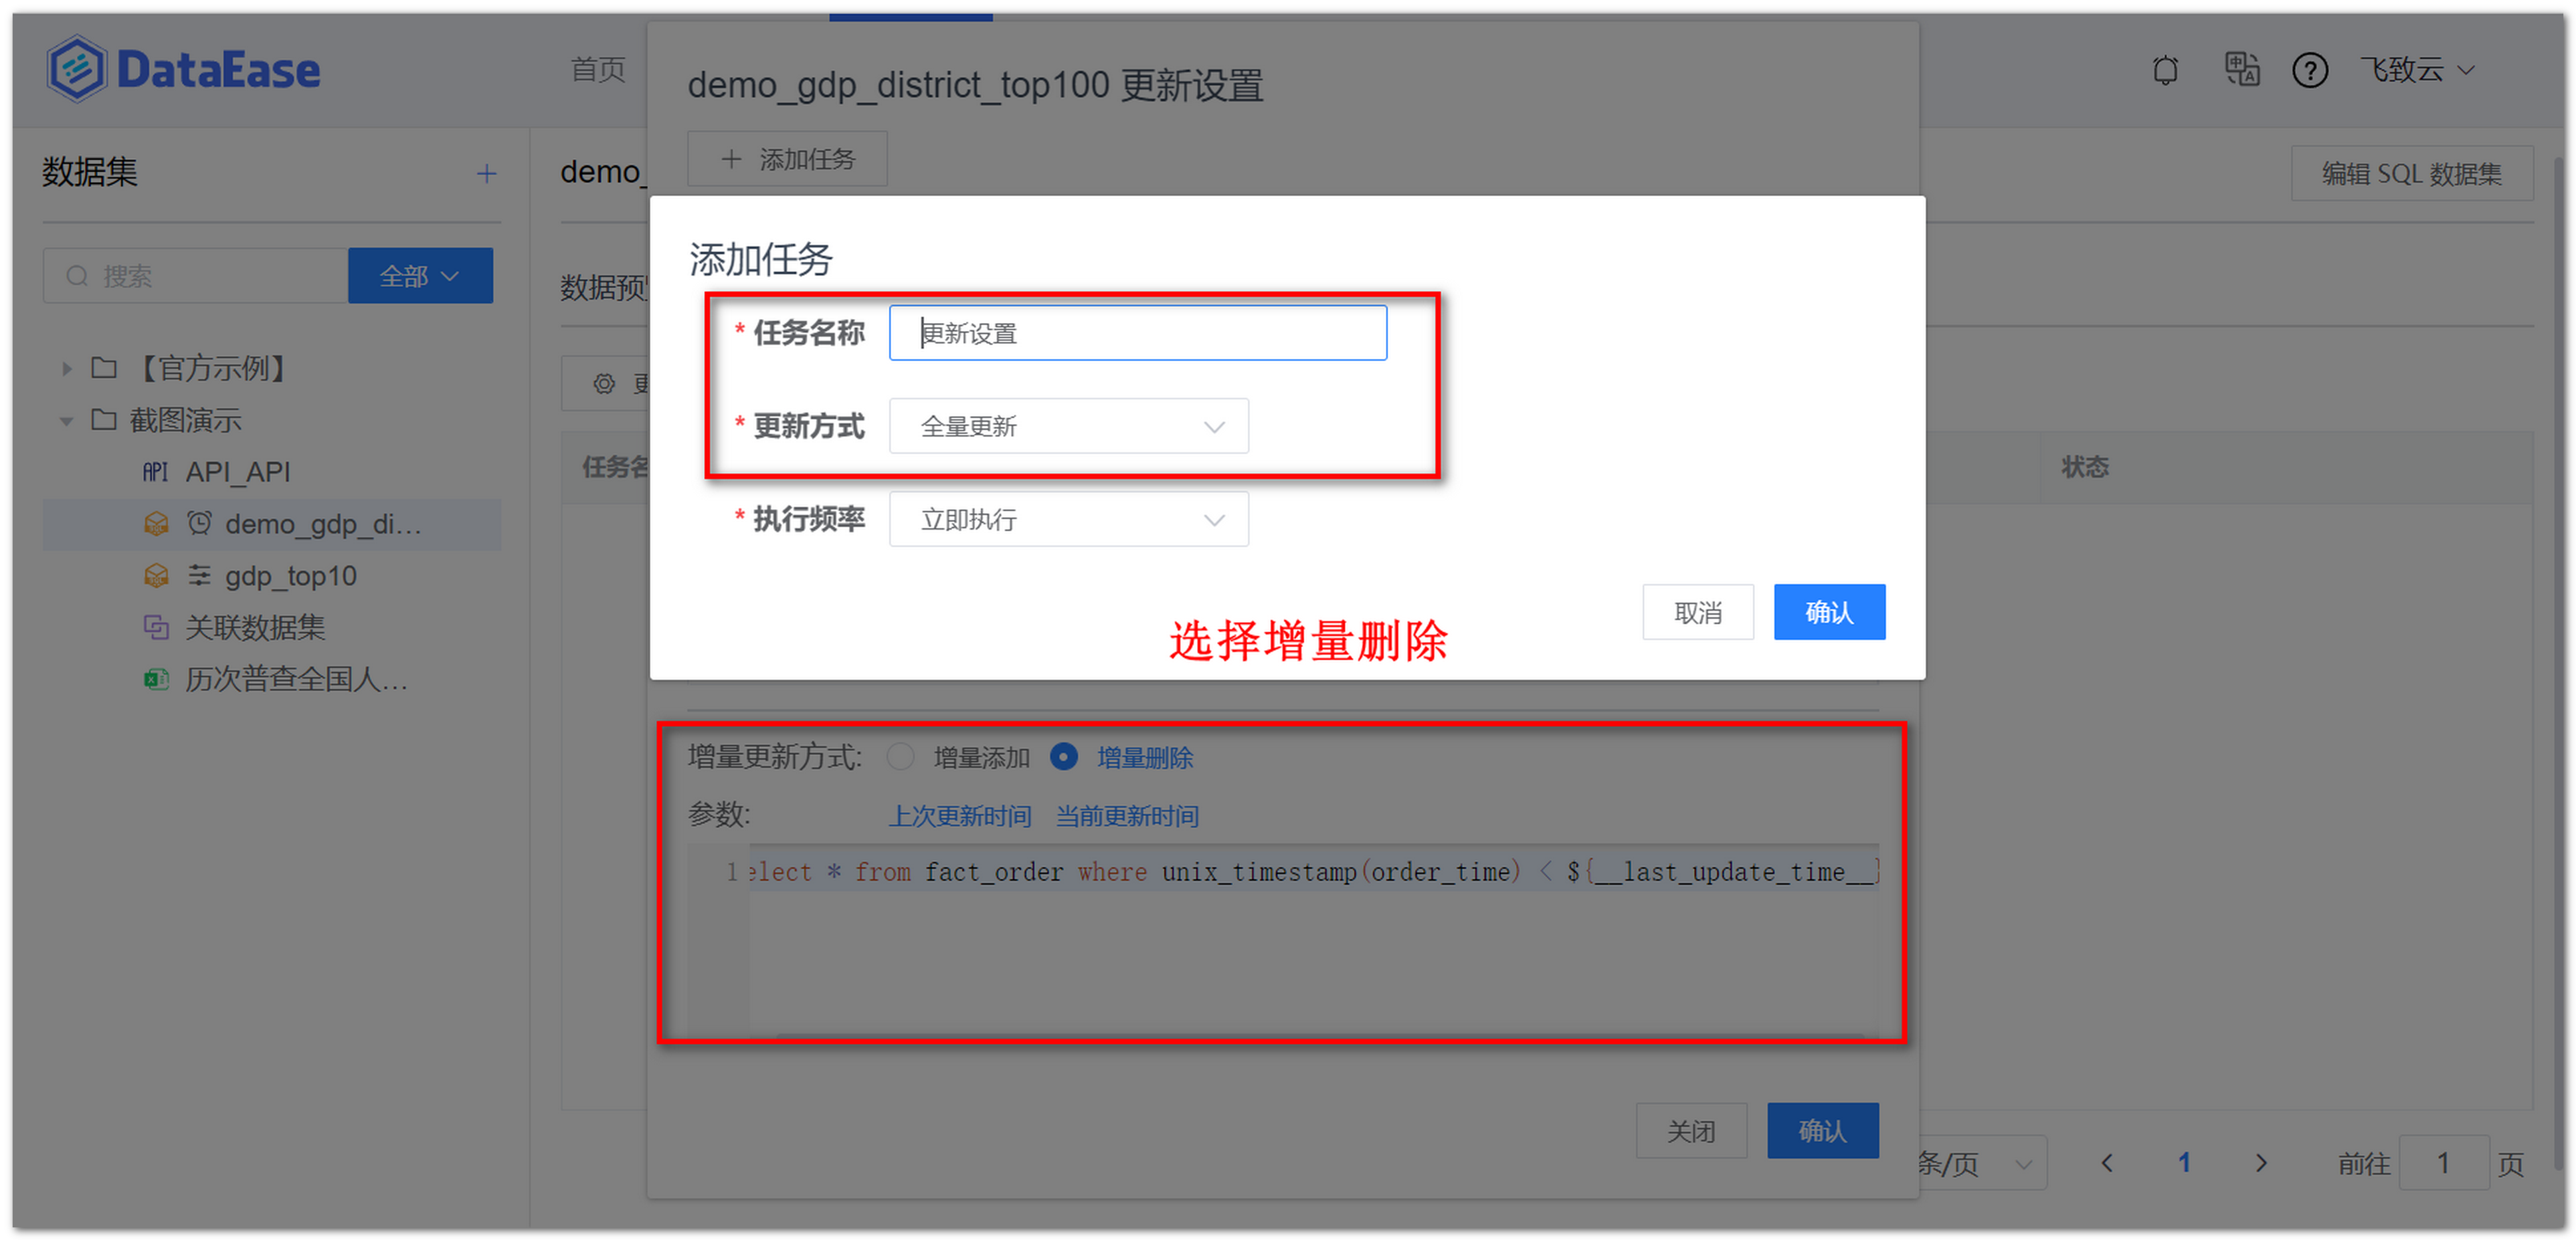 DataEase
首页
飞致云
数据集
搜索
全部
【官方示例】
截图演示
API API_API
demo_gdp_di...
gdp_top10
关联数据集
历次普查全国人...
demo_
编辑 SQL 数据集
数据预
更
任务名
状态
demo_gdp_district_top100 更新设置
添加任务
添加任务
* 任务名称 更新设置
* 更新方式 全量更新
* 执行频率 立即执行
取消 确认
选择增量删除
增量更新方式: 增量添加 增量删除
参数: 上次更新时间 当前更新时间
1 elect * from fact_order where unix_timestamp(order_time) < ${__last_update_time__}
关闭 确认
条/页 1 前往 1 页